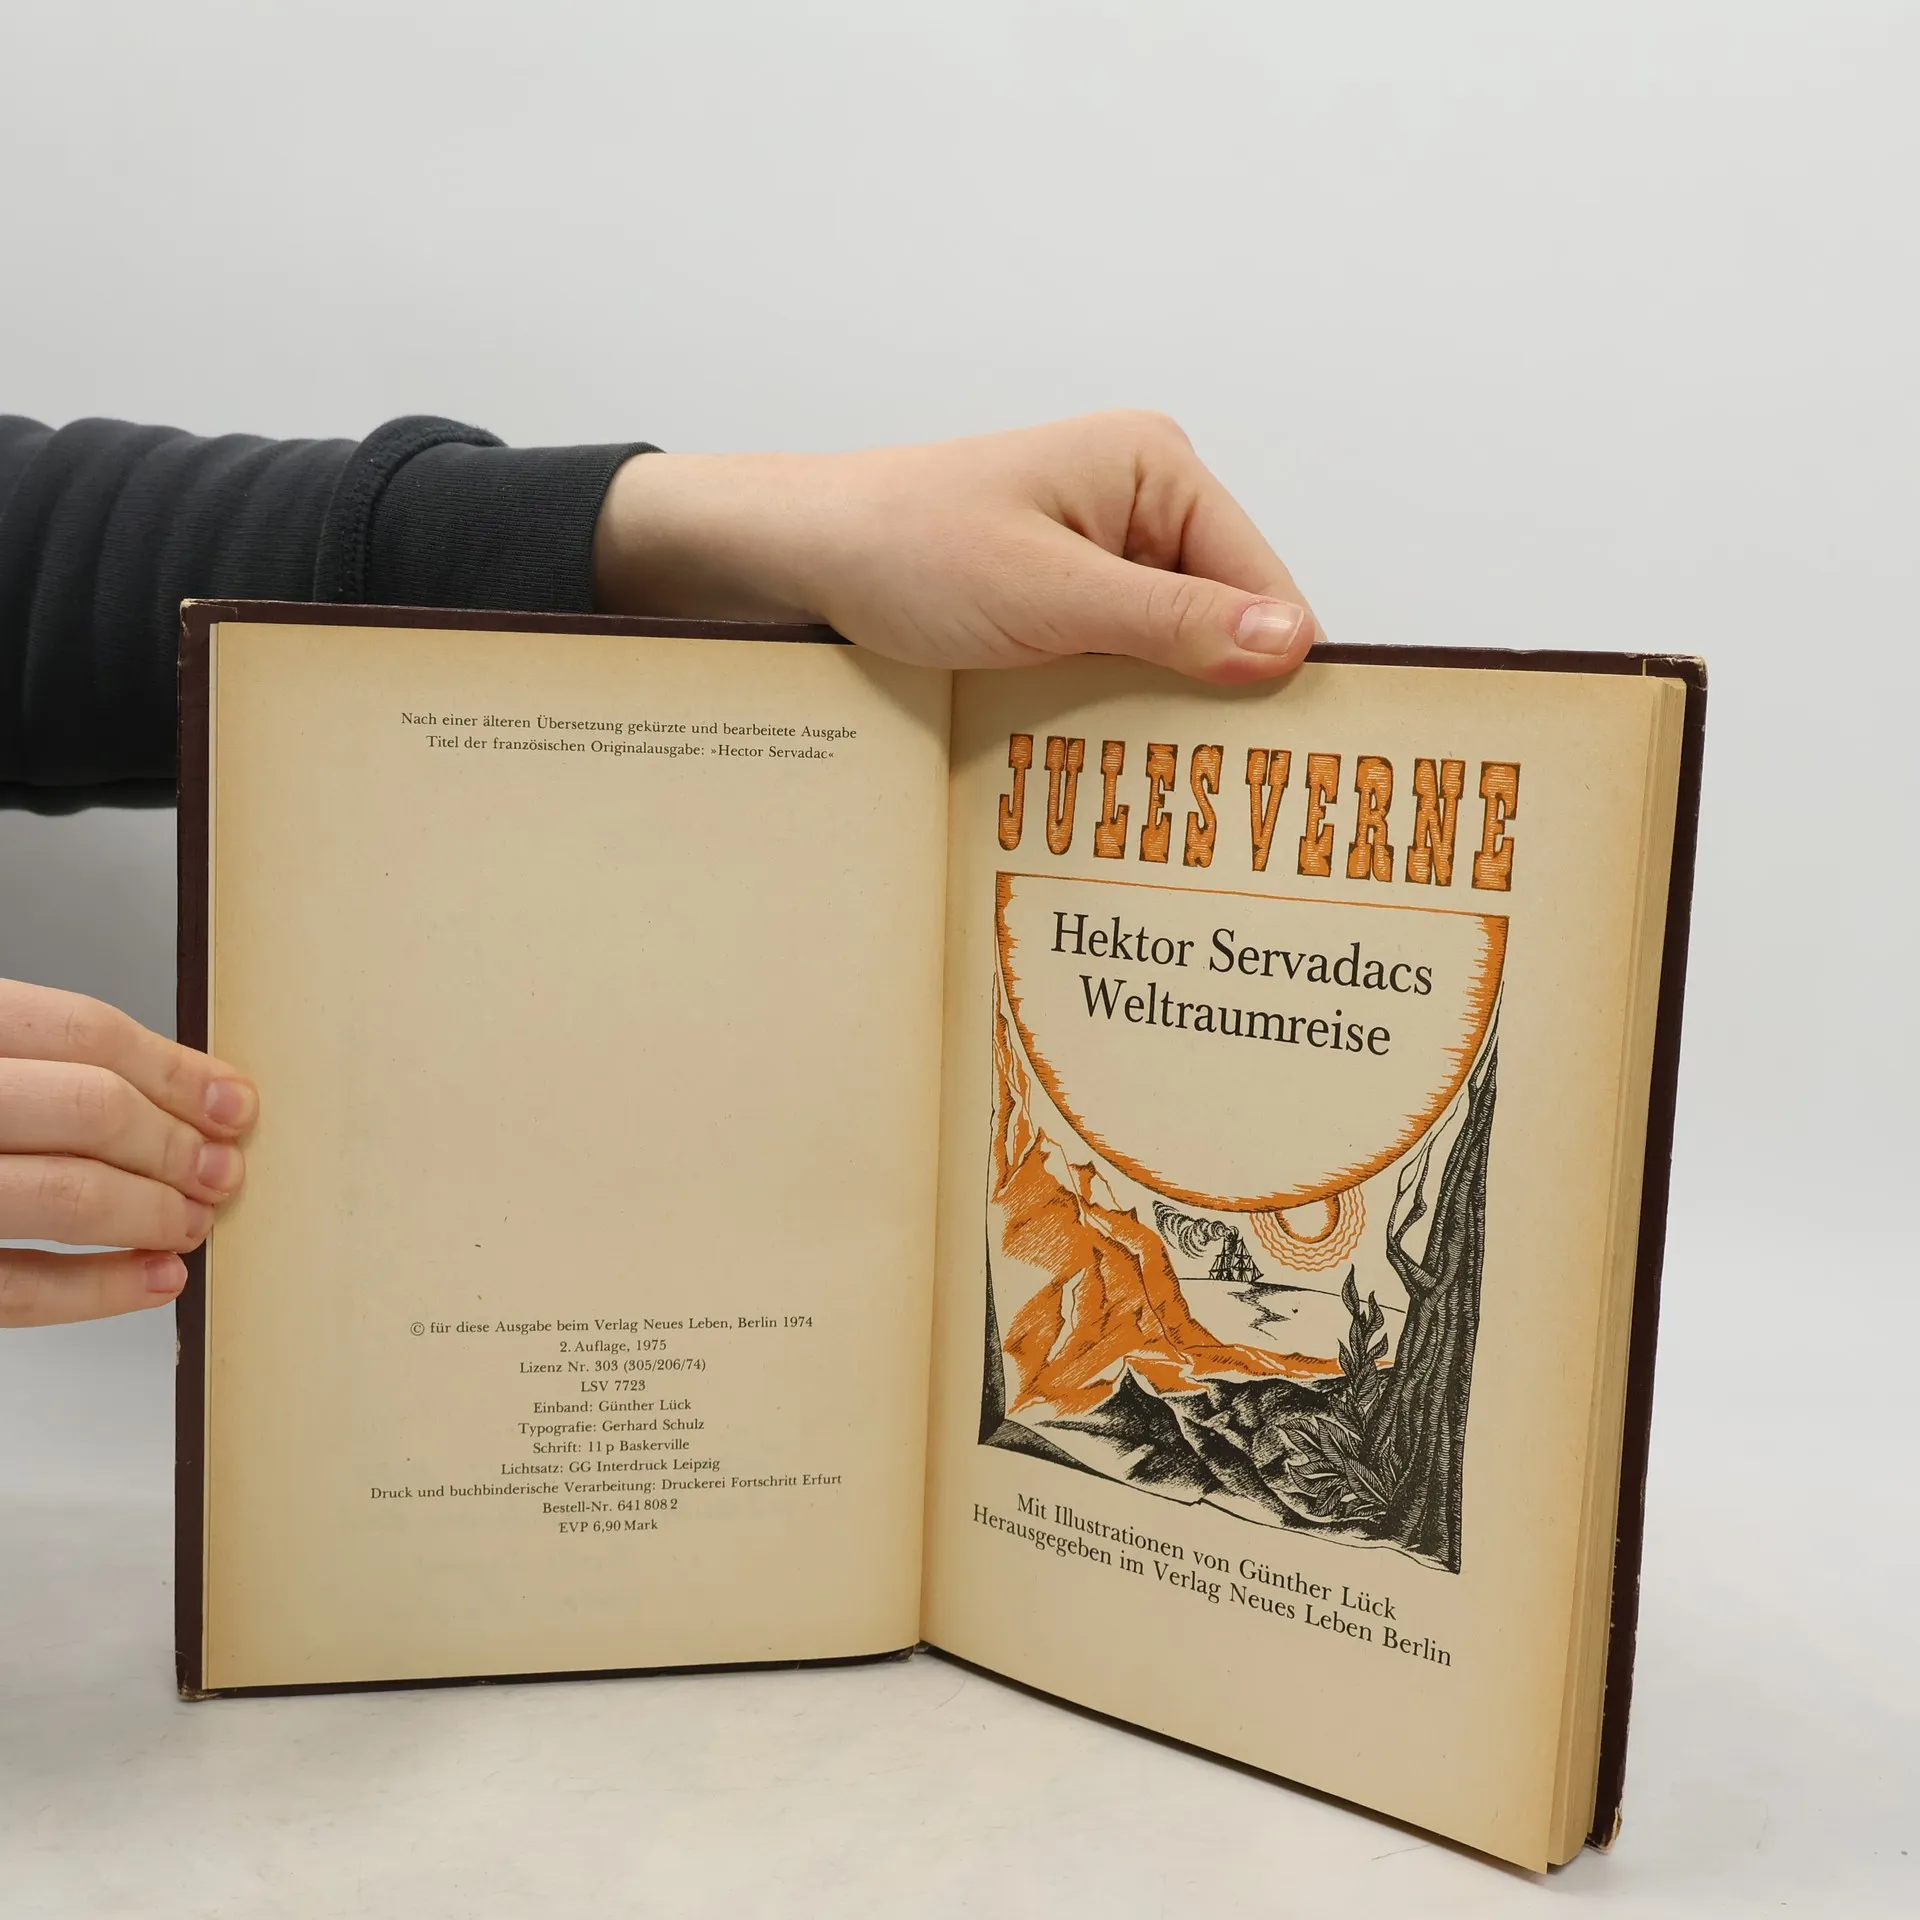 Nach einer älteren Übersetzung gekürzte und bearbeitete Ausgabe
Titel der französischen Originalausgabe: »Hector Servadac«
© für diese Ausgabe beim Verlag Neues Leben, Berlin 1974
2. Auflage, 1975
Lizenz Nr. 303 (305/206/74)
LSV 7723
Einband: Günther Lück
Typografie: Gerhard Schulz
Schrift: 11 p Baskerville
Lichtsatz: GG Interdruck Leipzig
Druck und buchbinderische Verarbeitung: Druckerei Fortschritt Erfurt
Bestell-Nr. 641 808 2
EVP 6,90 Mark
JULES VERNE
Hektor Servadacs
Weltraumreise
Mit Illustrationen von Günther Lück
Herausgegeben im Verlag Neues Leben Berlin